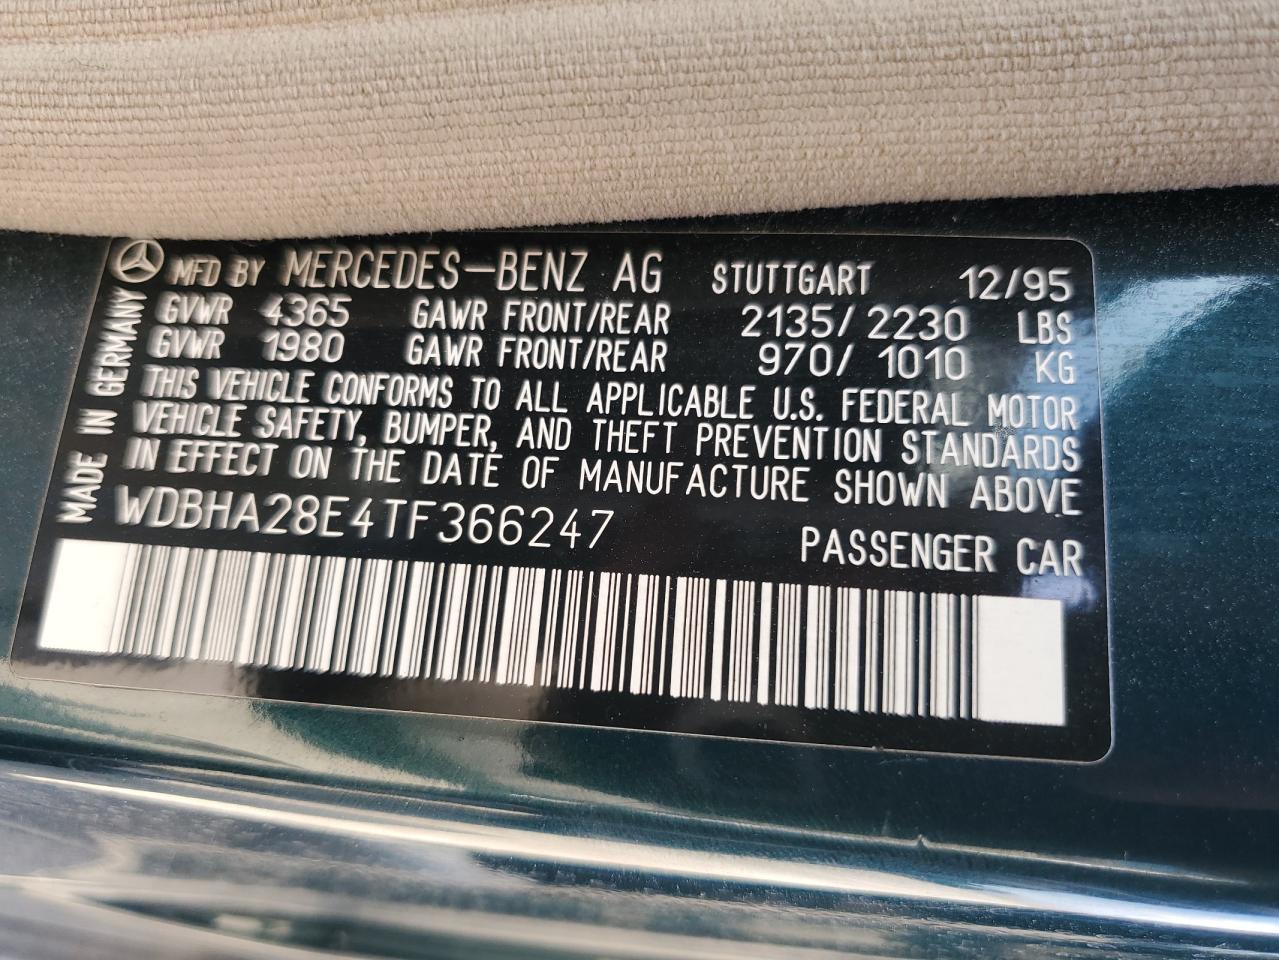 MFD BY MERCEDES-BENZ AG STUTTGART 12/95
GVWR 4365 GAWR FRONT/REAR 2135/2230 LBS
GVWR 1980 GAWR FRONT/REAR 970/1010 KG
THIS VEHICLE CONFORMS TO ALL APPLICABLE U.S. FEDERAL MOTOR
VEHICLE SAFETY, BUMPER, AND THEFT PREVENTION STANDARDS
IN EFFECT ON THE DATE OF MANUFACTURE SHOWN ABOVE.
WDBHA28E4TF366247
PASSENGER CAR
MADE IN GERMANY